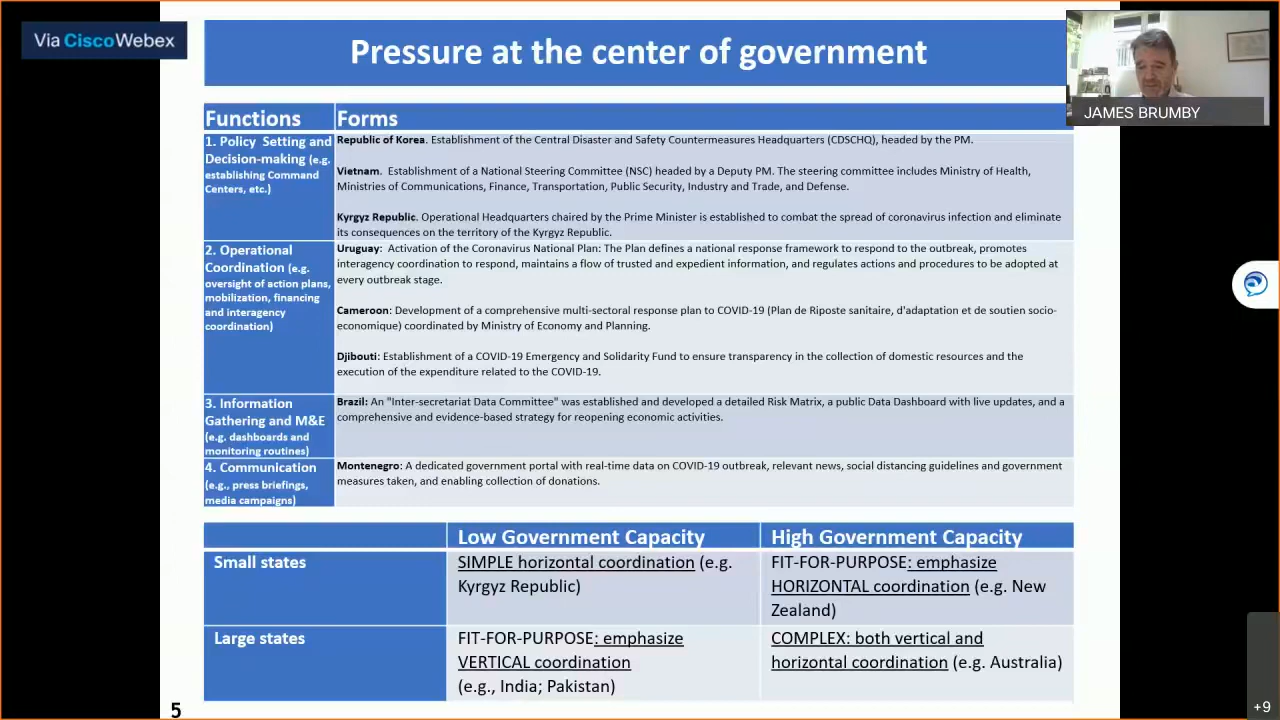 Via Cisco Webex
Pressure at the center of government
JAMES BRUMBY
Functions
Forms
1. Policy Setting and
Decision-making (e.g.
establishing Command
Centers, etc.)
Republic of Korea. Establishment of the Central Disaster and Safety Countermeasures Headquarters (CDSCHQ), headed by the PM.
Vietnam. Establishment of a National Steering Committee (NSC) headed by a Deputy PM. The steering committee includes Ministry of Health,
Ministries of Communications, Finance, Transportation, Public Security, Industry and Trade, and Defense.
Kyrgyz Republic. Operational Headquarters chaired by the Prime Minister is established to combat the spread of coronavirus infection and eliminate
its consequences on the territory of the Kyrgyz Republic.
2. Operational
Coordination (e.g.
oversight of action plans,
mobilization, financing
and interagency
coordination)
Uruguay: Activation of the Coronavirus National Plan: The Plan defines a national response framework to respond to the outbreak, promotes
interagency coordination to respond, maintains a flow of trusted and expedient information, and regulates actions and procedures to be adopted at
every outbreak stage.
Cameroon: Development of a comprehensive multi-sectoral response plan to COVID-19 (Plan de Riposte sanitaire, d'adaptation et de soutien socio-
economique) coordinated by Ministry of Economy and Planning.
Djibouti: Establishment of a COVID-19 Emergency and Solidarity Fund to ensure transparency in the collection of domestic resources and the
execution of the expenditure related to the COVID-19.
3. Information
Gathering and M&E
(e.g. dashboards and
monitoring routines)
Brazil: An "Inter-secretariat Data Committee" was established and developed a detailed Risk Matrix, a public Data Dashboard with live updates, and a
comprehensive and evidence-based strategy for reopening economic activities.
4. Communication
(e.g., press briefings,
media campaigns)
Montenegro: A dedicated government portal with real-time data on COVID-19 outbreak, relevant news, social distancing guidelines and government
measures taken, and enabling collection of donations.
Low Government Capacity
High Government Capacity
Small states
SIMPLE horizontal coordination (e.g.
Kyrgyz Republic)
FIT-FOR-PURPOSE: emphasize
HORIZONTAL coordination (e.g. New
Zealand)
Large states
FIT-FOR-PURPOSE: emphasize
VERTICAL coordination
(e.g., India; Pakistan)
COMPLEX: both vertical and
horizontal coordination (e.g. Australia)
5
+9